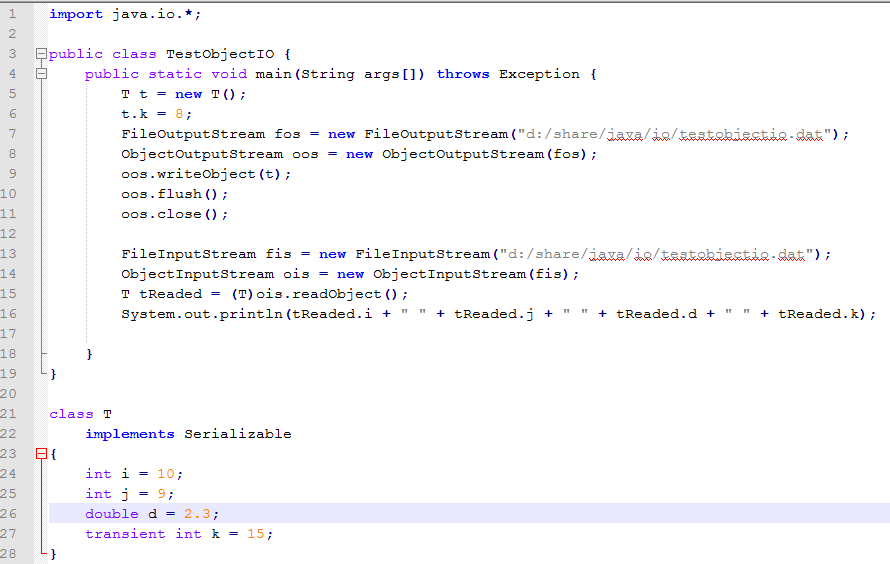 1 import java.io.*;
2
3 public class TestObjectIO {
4     public static void main(String args[]) throws Exception {
5         T t = new T();
6         t.k = 8;
7         FileOutputStream fos = new FileOutputStream("d:/share/java/io/testobjectio.dat");
8         ObjectOutputStream oos = new ObjectOutputStream(fos);
9         oos.writeObject(t);
10         oos.flush();
11         oos.close();
12
13         FileInputStream fis = new FileInputStream("d:/share/java/io/testobjectio.dat");
14         ObjectInputStream ois = new ObjectInputStream(fis);
15         T tReaded = (T)ois.readObject();
16         System.out.println(tReaded.i + " " + tReaded.j + " " + tReaded.d + " " + tReaded.k);
17
18     }
19 }
20
21 class T
22     implements Serializable
23 {
24     int i = 10;
25     int j = 9;
26     double d = 2.3;
27     transient int k = 15;
28 }